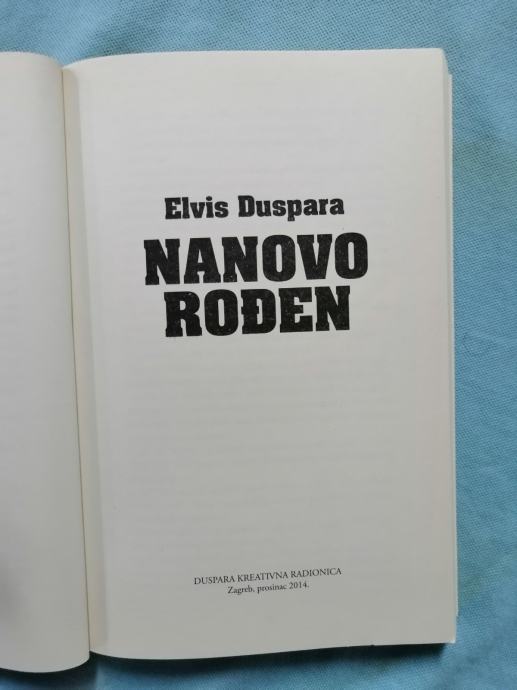 Elvis Duspara
NANOVO
ROĐEN
DUSPARA KREATIVNA RADIONICA
Zagreb, prosinac 2014.